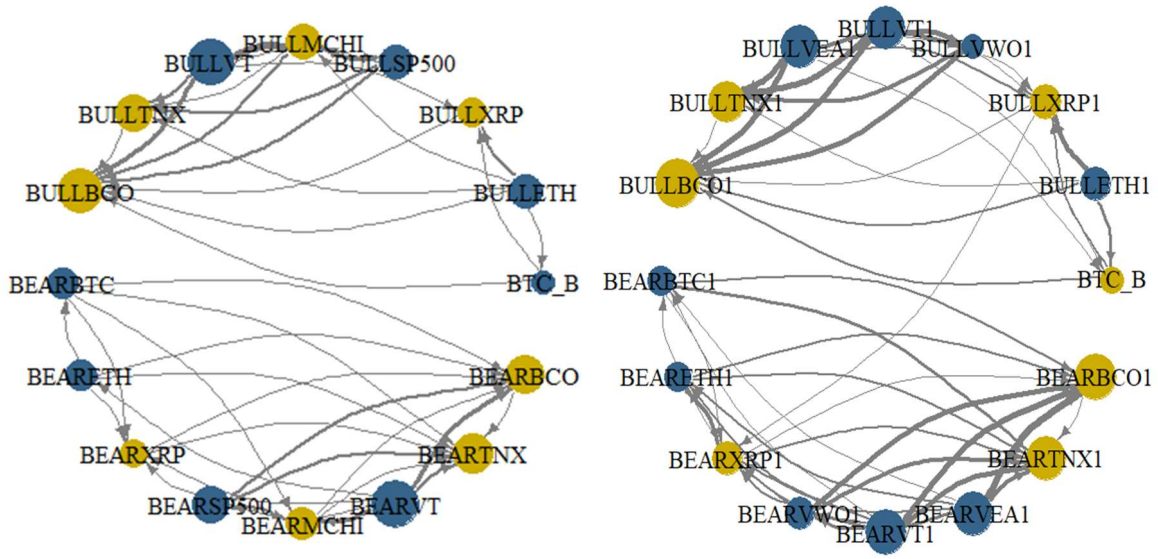 BULLMCHI
BULLVT
BULLSP500
BULLTNX
BULLXRP
BULLBCO
BULLETH
BEARBTC
BTC_B
BEARETH
BEARBCO
BEARXRP
BEARTNX
BEARSP500
BEARVT
BEARMCHI
BULLVT1
BULLVEA1
BULLVWO1
BULLTNX1
BULLXRP1
BULLBCO1
BULLETH1
BEARBTC1
BTC_B
BEARETH1
BEARBCO1
BEARXRP1
BEARTNX1
BEARVWO1
BEARVEA1
BEARVT1